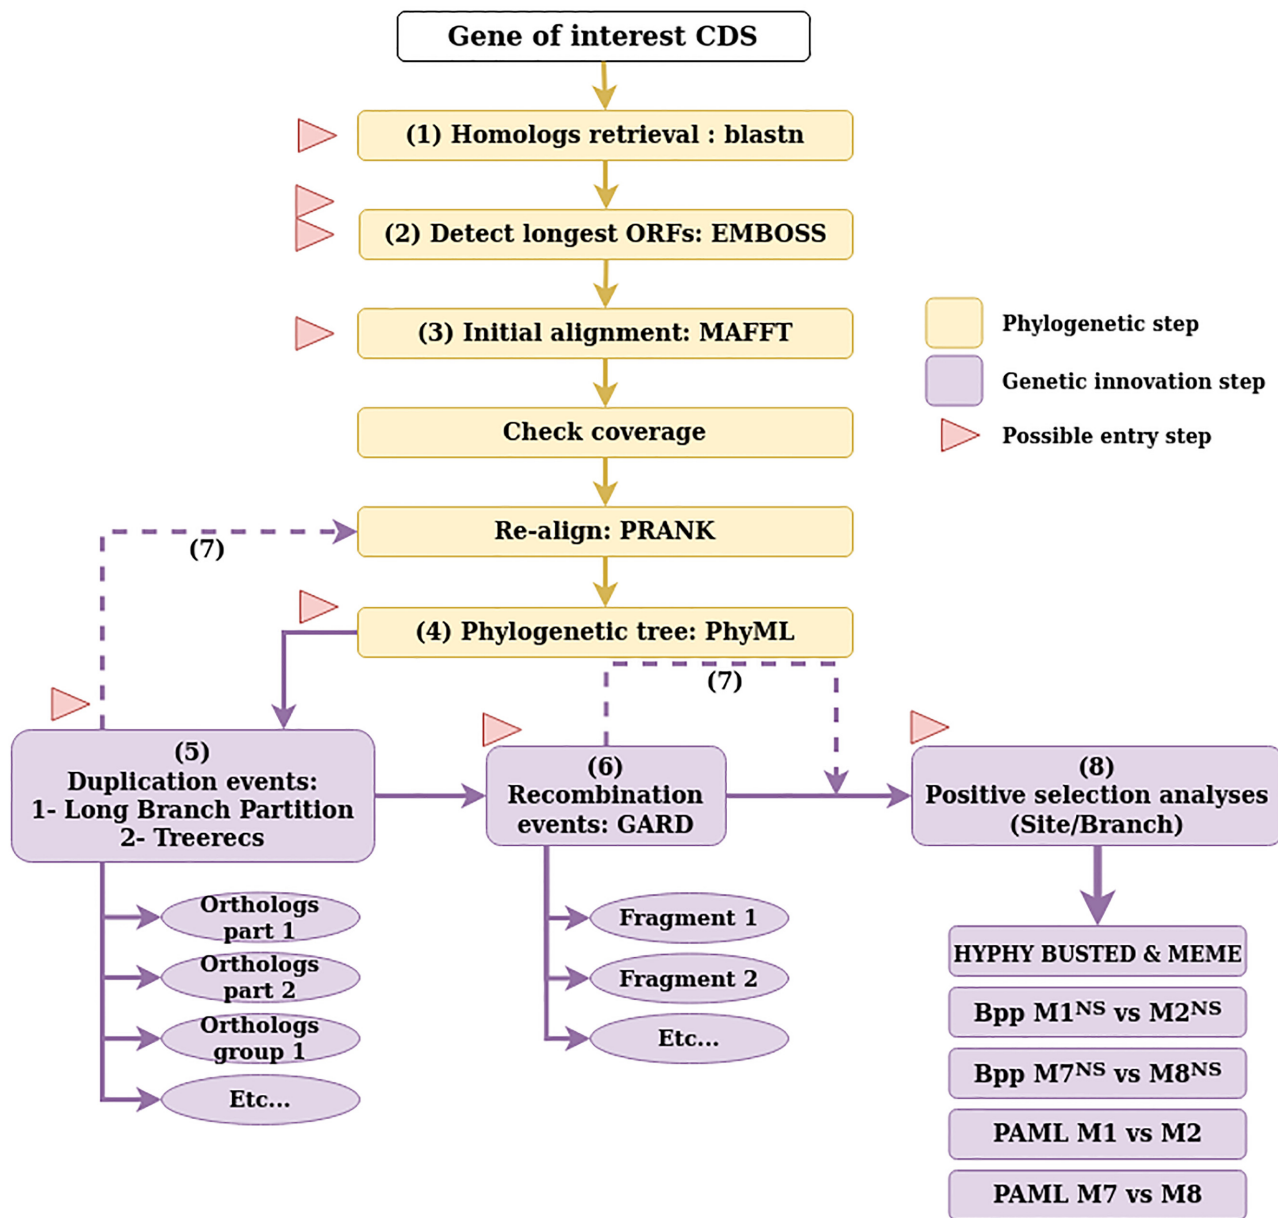 Gene of interest CDS
(1) Homologs retrieval : blastn
(2) Detect longest ORFs: EMBOSS
(3) Initial alignment: MAFFT
Check coverage
Re-align: PRANK
(7)
(4) Phylogenetic tree: PhyML
(7)
Phylogenetic step
Genetic innovation step
Possible entry step
(5)
Duplication events:
1- Long Branch Partition
2- Treerecs
(6)
Recombination
events: GARD
(8)
Positive selection analyses
(Site/Branch)
Orthologs
part 1
Orthologs
part 2
Orthologs
group 1
Etc...
Fragment 1
Fragment 2
Etc...
HYPHY BUSTED & MEME
Bpp M1ᴺˢ vs M2ᴺˢ
Bpp M7ᴺˢ vs M8ᴺˢ
PAML M1 vs M2
PAML M7 vs M8